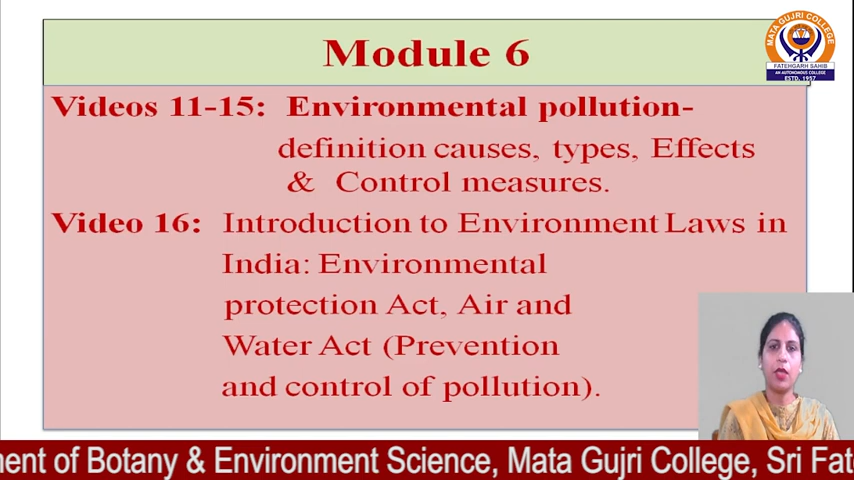 Module 6
MATA GUJRI COLLEGE
FATEHGARH SAHIB
AN AUTONOMOUS COLLEGE
ESTD. 1957
Videos 11-15: Environmental pollution-
definition causes, types, Effects
& Control measures.
Video 16: Introduction to Environment Laws in
India: Environmental
protection Act, Air and
Water Act (Prevention
and control of pollution).
ment of Botany & Environment Science, Mata Gujri College, Sri Fat